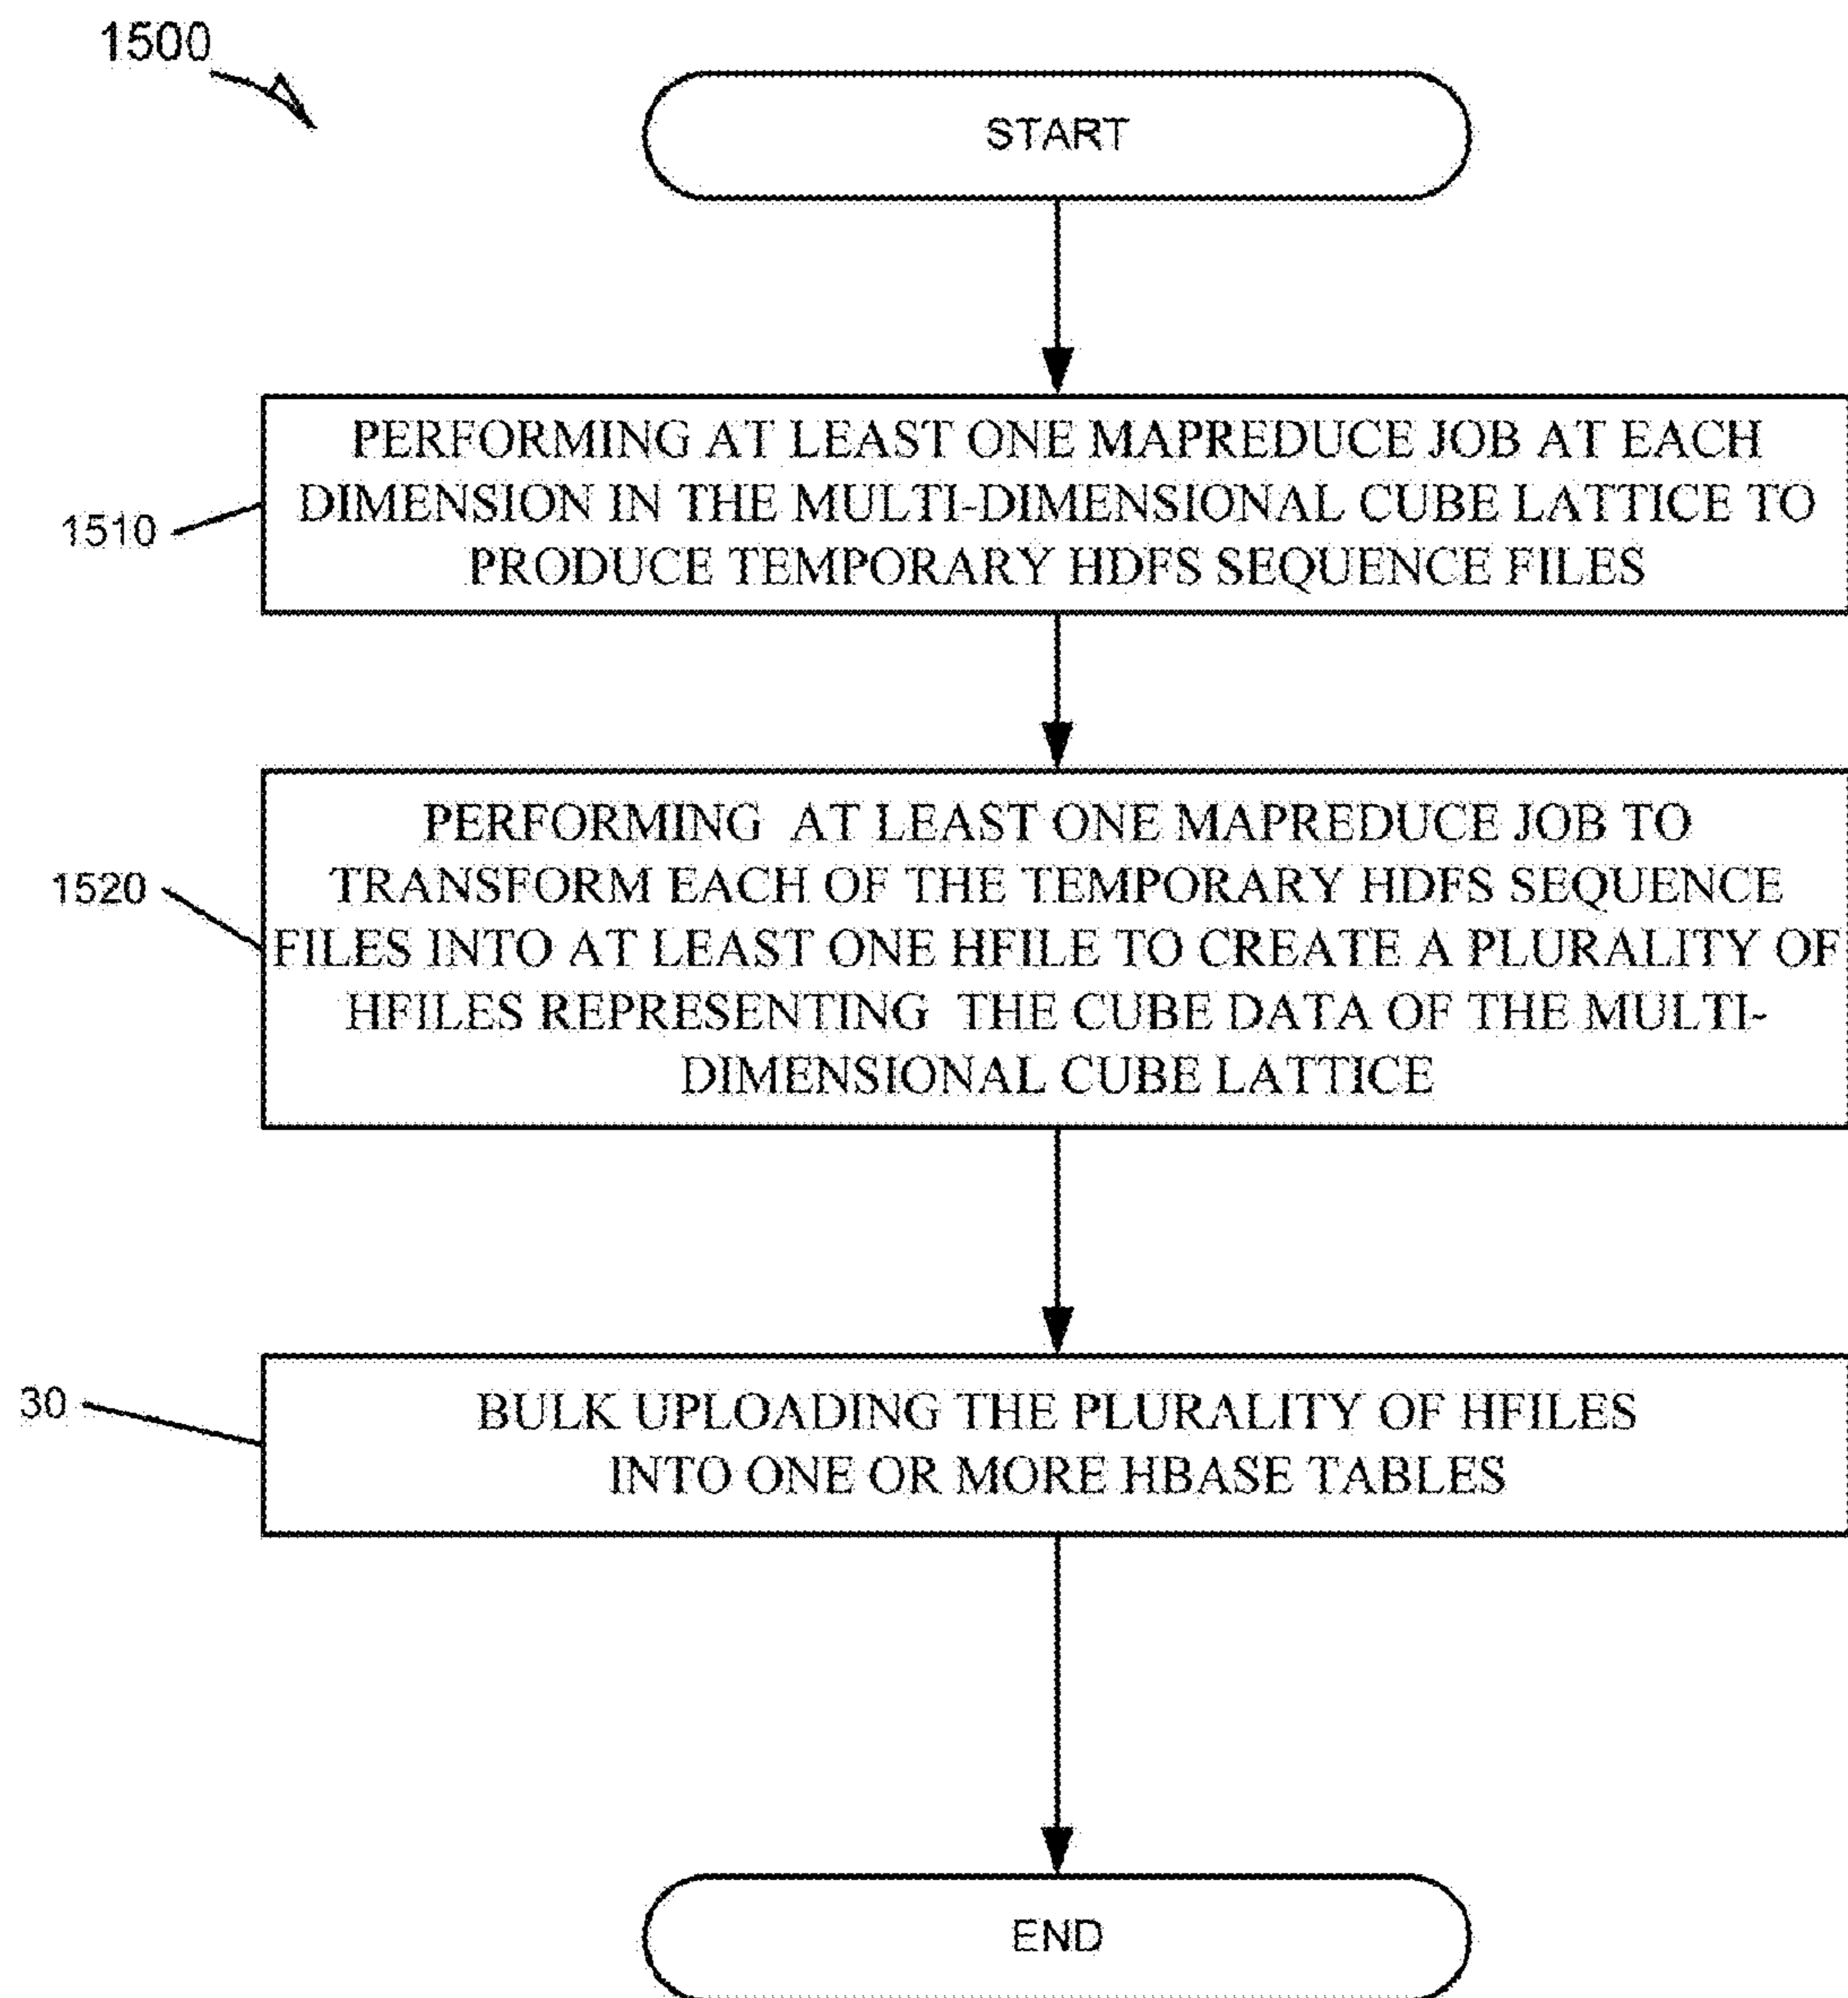 1500
START
PERFORMING AT LEAST ONE MAPREDUCE JOB AT EACH
DIMENSION IN THE MULTI-DIMENSIONAL CUBE LATTICE TO
PRODUCE TEMPORARY HDFS SEQUENCE FILES
1510
PERFORMING AT LEAST ONE MAPREDUCE JOB TO
TRANSFORM EACH OF THE TEMPORARY HDFS SEQUENCE
FILES INTO AT LEAST ONE HFILE TO CREATE A PLURALITY OF
HFILES REPRESENTING THE CUBE DATA OF THE MULTI-
DIMENSIONAL CUBE LATTICE
1520
BULK UPLOADING THE PLURALITY OF HFILES
INTO ONE OR MORE HBASE TABLES
30
END